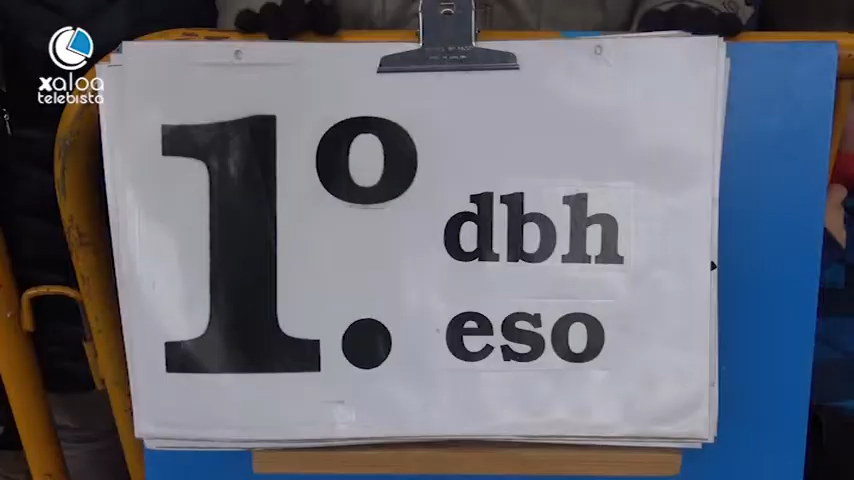 xaloa
telebista
1º.
dbh
eso